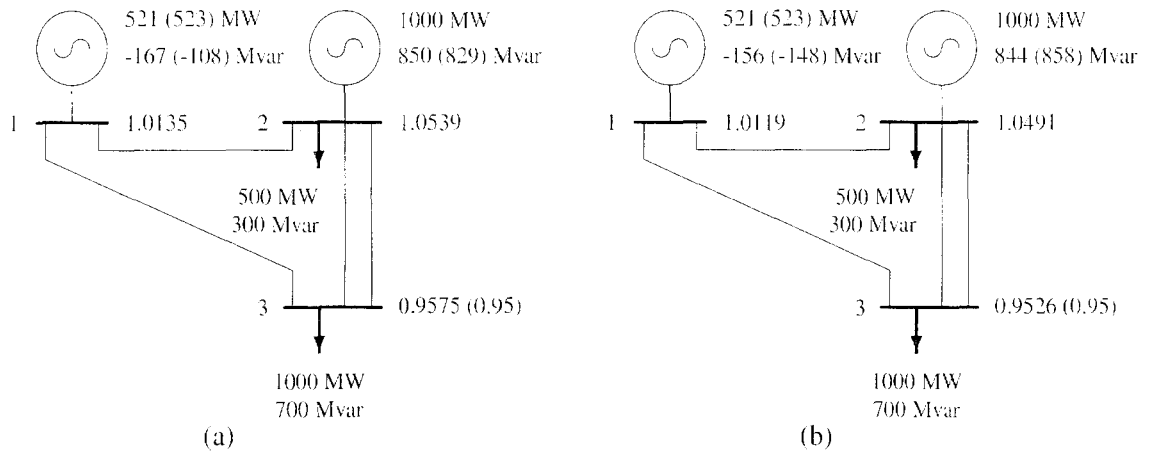 521 (523) MW
-167 (-108) Mvar
1000 MW
850 (829) Mvar
1
1.0135
2
1.0539
500 MW
300 Mvar
3
0.9575 (0.95)
1000 MW
700 Mvar
(a)
521 (523) MW
-156 (-148) Mvar
1000 MW
844 (858) Mvar
1
1.0119
2
1.0491
500 MW
300 Mvar
3
0.9526 (0.95)
1000 MW
700 Mvar
(b)